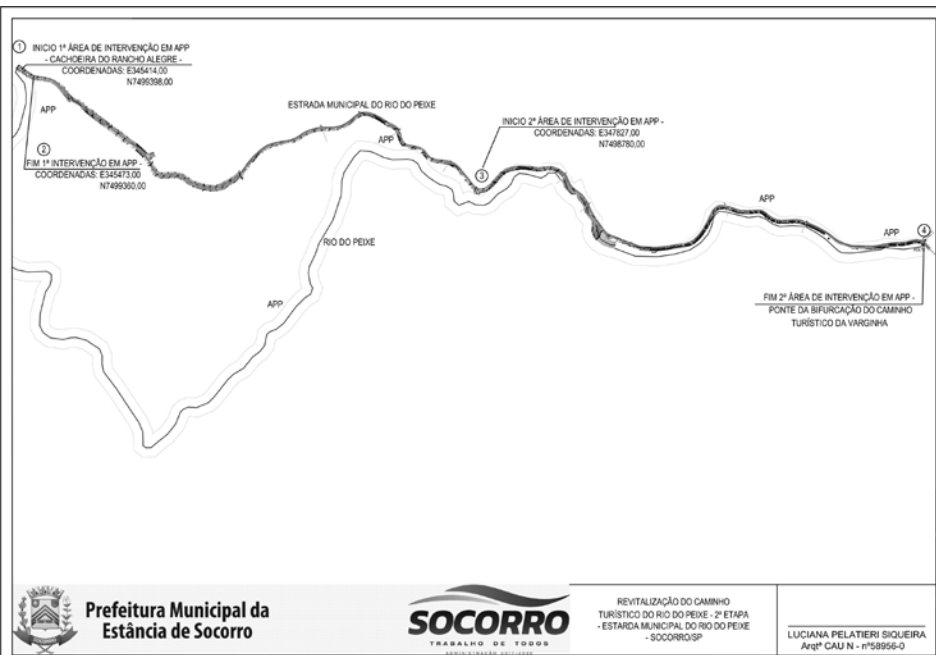 1
INICIO 1ª ÁREA DE INTERVENÇÃO EM APP
- CACHOEIRA DO RANCHO ALEGRE -
COORDENADAS: E345414,00
N7499398,00
APP
2
FIM 1ª INTERVENÇÃO EM APP -
COORDENADAS: E345473,00
N7499360,00
ESTRADA MUNICIPAL DO RIO DO PEIXE
APP
INICIO 2ª ÁREA DE INTERVENÇÃO EM APP -
COORDENADAS: E347827,00
N7498780,00
3
RIO DO PEIXE
APP
APP
APP
4
FIM 2ª ÁREA DE INTERVENÇÃO EM APP -
PONTE DA BIFURCAÇÃO DO CAMINHO
TURÍSTICO DA VARGINHA
Prefeitura Municipal da
Estância de Socorro
SOCORRO
TRABALHO DE TODOS
ADMINISTRAÇÃO 2017-2020
REVITALIZAÇÃO DO CAMINHO
TURÍSTICO DO RIO DO PEIXE - 2ª ETAPA
- ESTARDA MUNICIPAL DO RIO DO PEIXE
- SOCORRO/SP
LUCIANA PELATIERI SIQUEIRA
Arqtª CAU N - nº58956-0